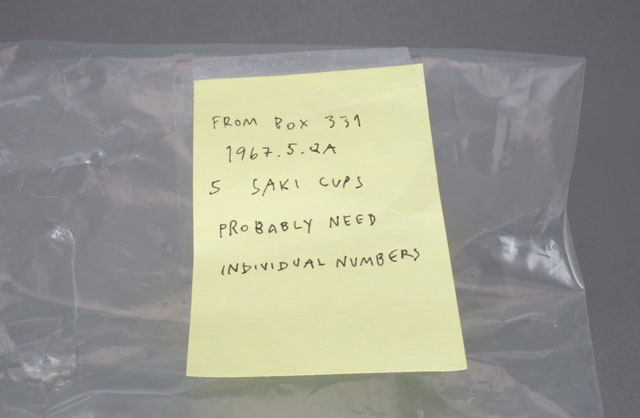 FROM BOX 331
1967.5.2A
5 SAKI CUPS
PROBABLY NEED
INDIVIDUAL NUMBERS